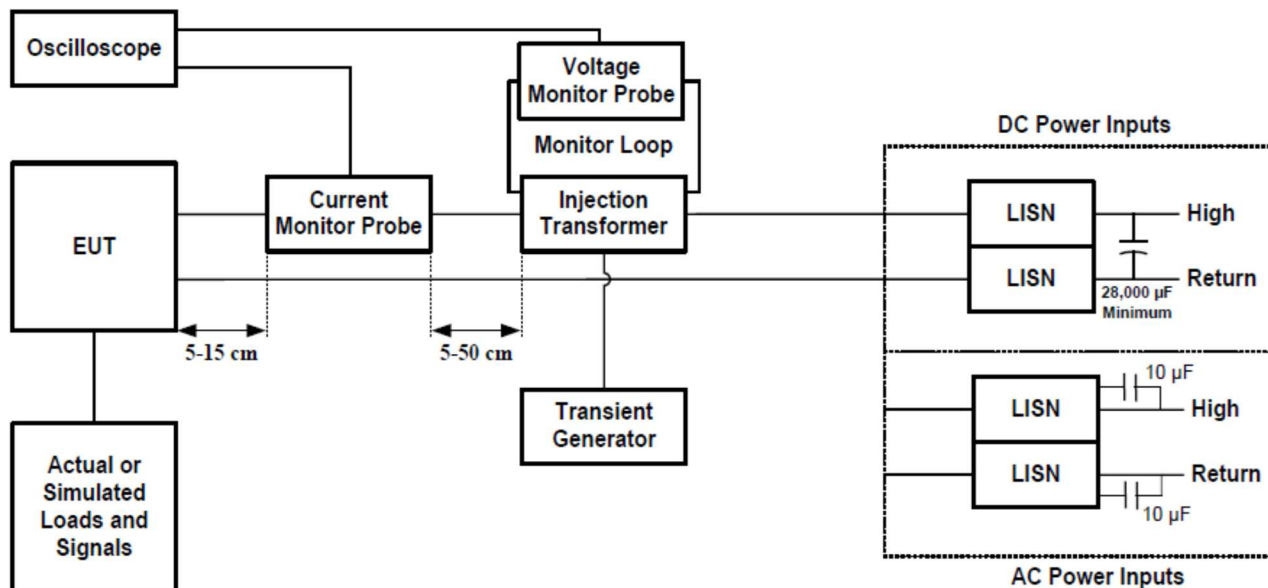 Oscilloscope
Voltage
Monitor Probe
DC Power Inputs
Monitor Loop
EUT
Current
Monitor Probe
Injection
Transformer
LISN
High
LISN
Return
28,000 µF
Minimum
5-15 cm
5-50 cm
10 µF
Transient
Generator
LISN
High
Actual or
Simulated
Loads and
Signals
LISN
Return
10 µF
AC Power Inputs